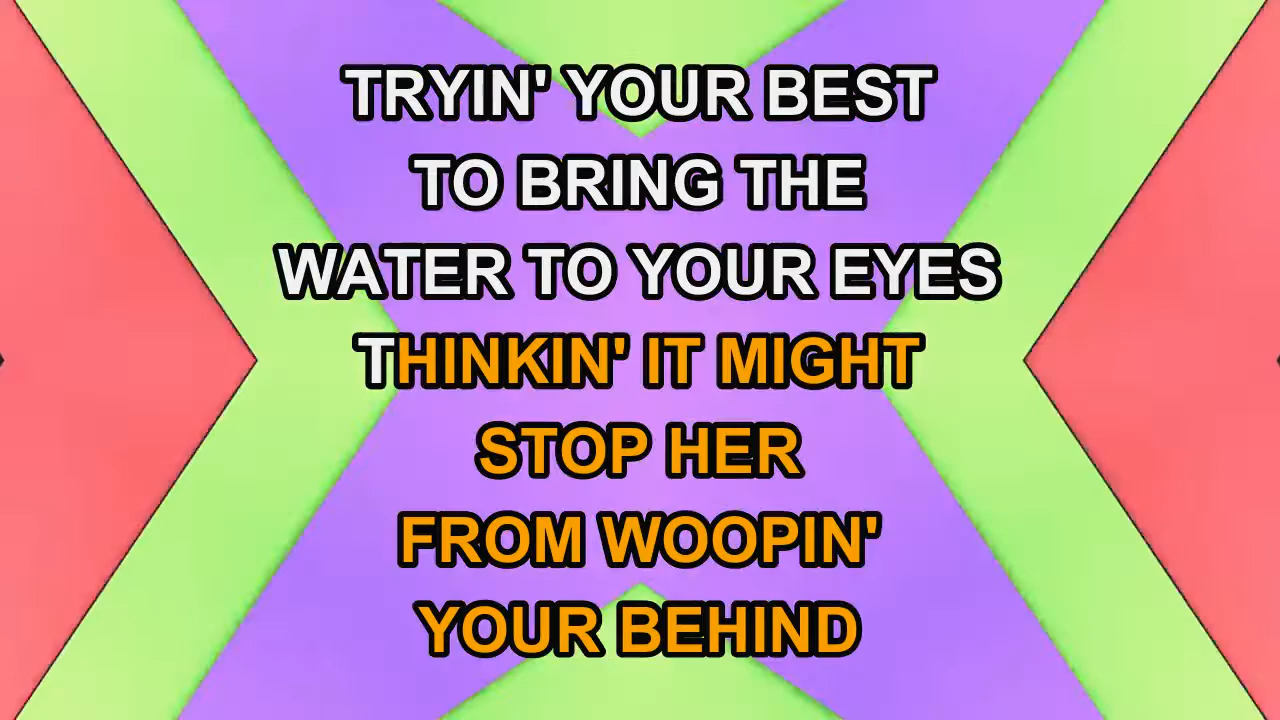 TRYIN' YOUR BEST
TO BRING THE
WATER TO YOUR EYES
THINKIN' IT MIGHT
STOP HER
FROM WOOPIN'
YOUR BEHIND